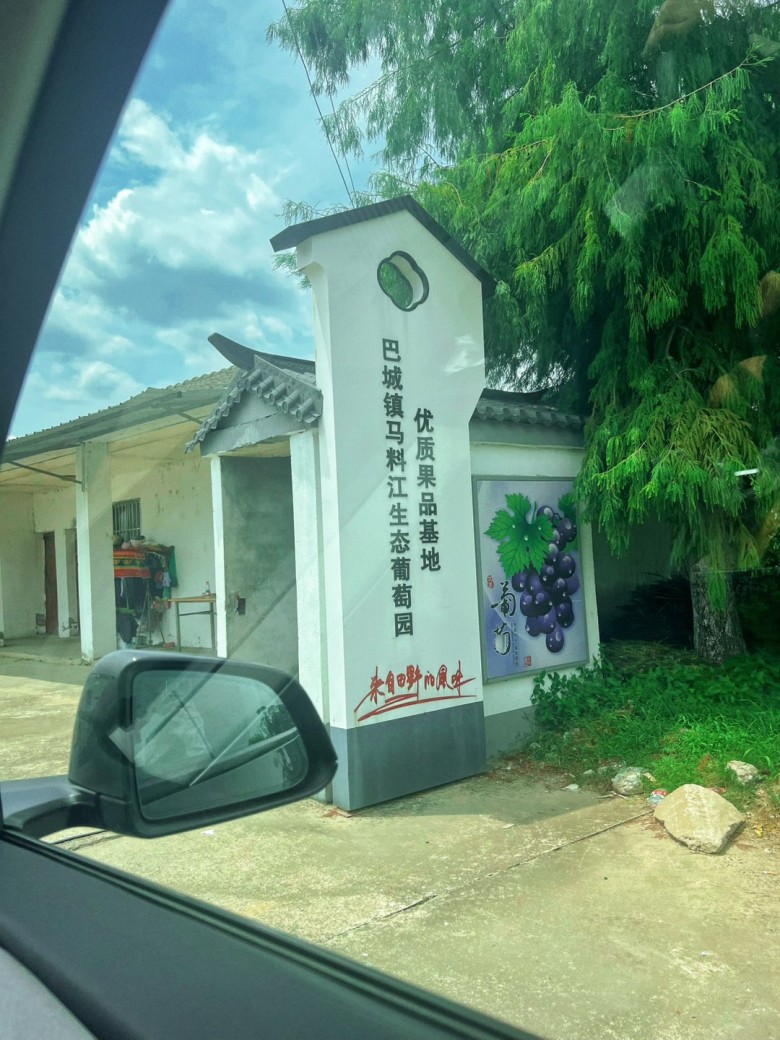 优质果品基地
巴城镇马料江生态葡萄园
来自田野的风味
葡萄